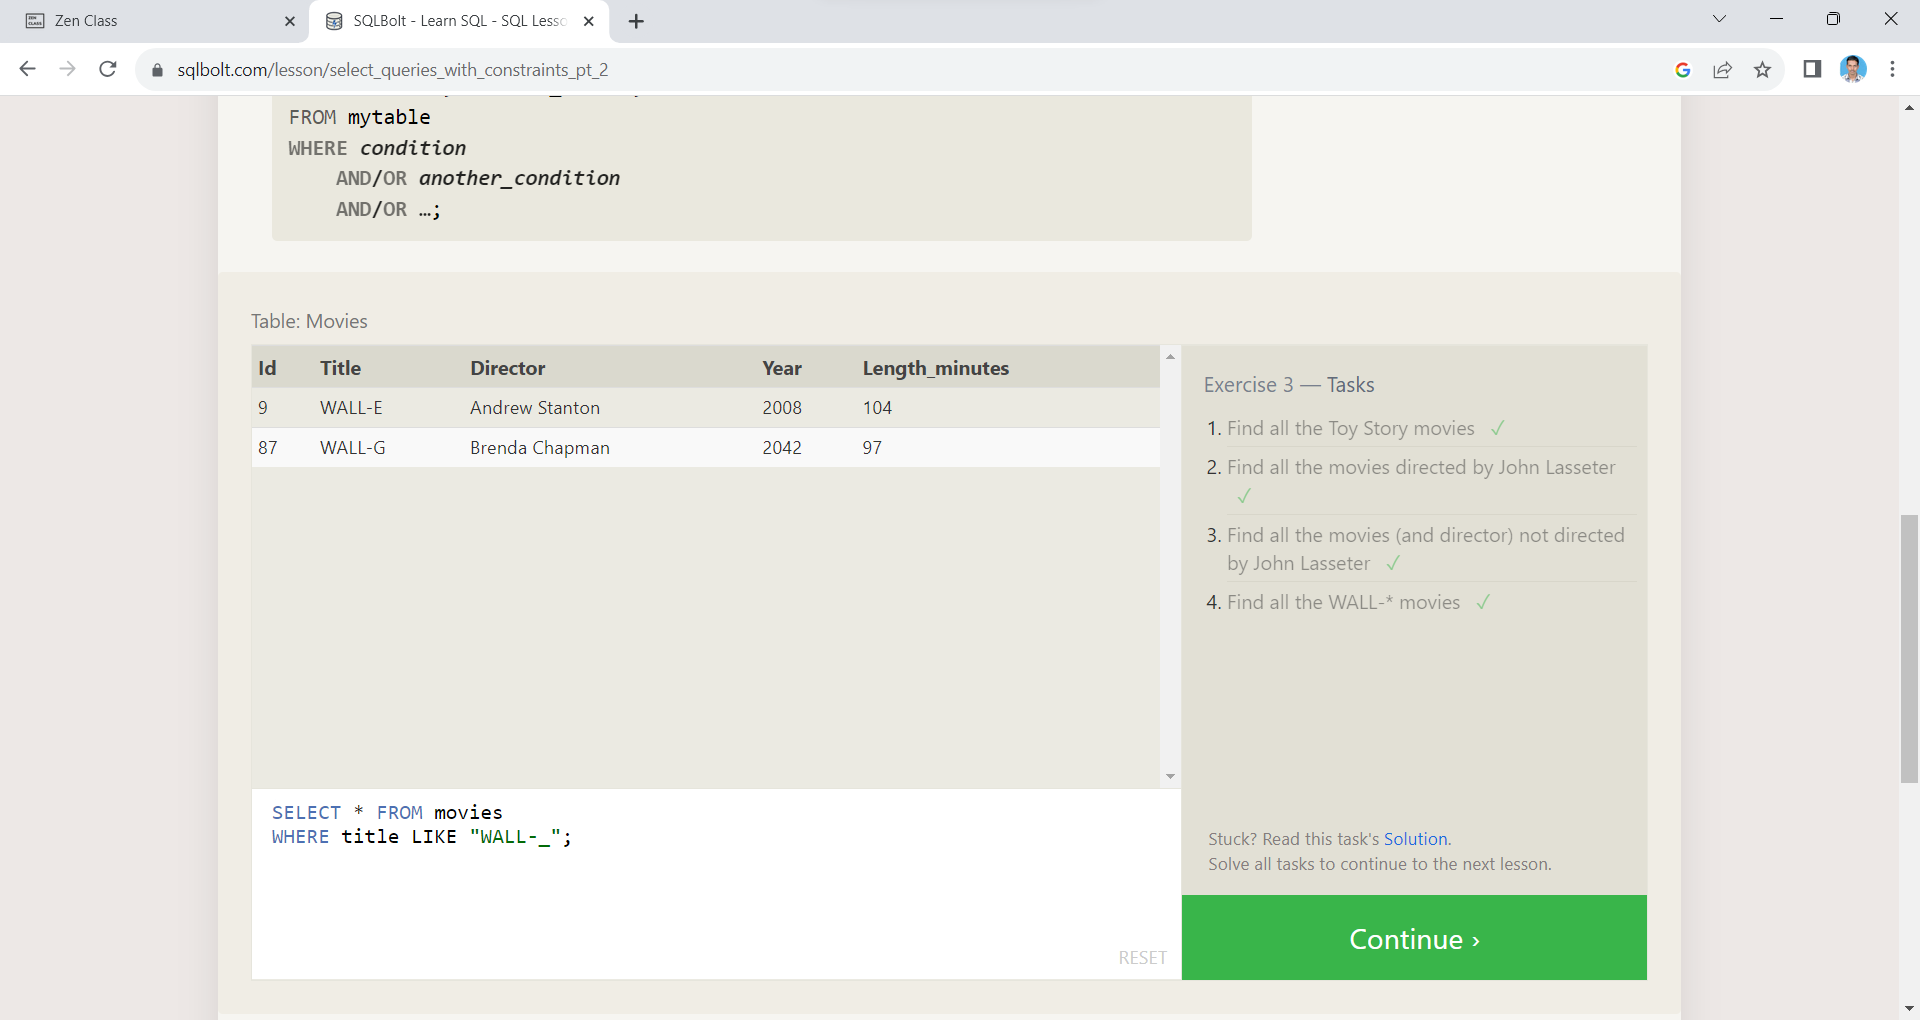 Zen Class
SQLBolt - Learn SQL - SQL Lesso
sqlbolt.com/lesson/select_queries_with_constraints_pt_2
FROM mytable
WHERE condition
AND/OR another_condition
AND/OR …;
Table: Movies
Id Title Director Year Length_minutes
9 WALL-E Andrew Stanton 2008 104
87 WALL-G Brenda Chapman 2042 97
Exercise 3 — Tasks
1. Find all the Toy Story movies ✓
2. Find all the movies directed by John Lasseter
✓
3. Find all the movies (and director) not directed
by John Lasseter ✓
4. Find all the WALL-* movies ✓
SELECT * FROM movies
WHERE title LIKE "WALL-_";
RESET
Stuck? Read this task's Solution.
Solve all tasks to continue to the next lesson.
Continue ›